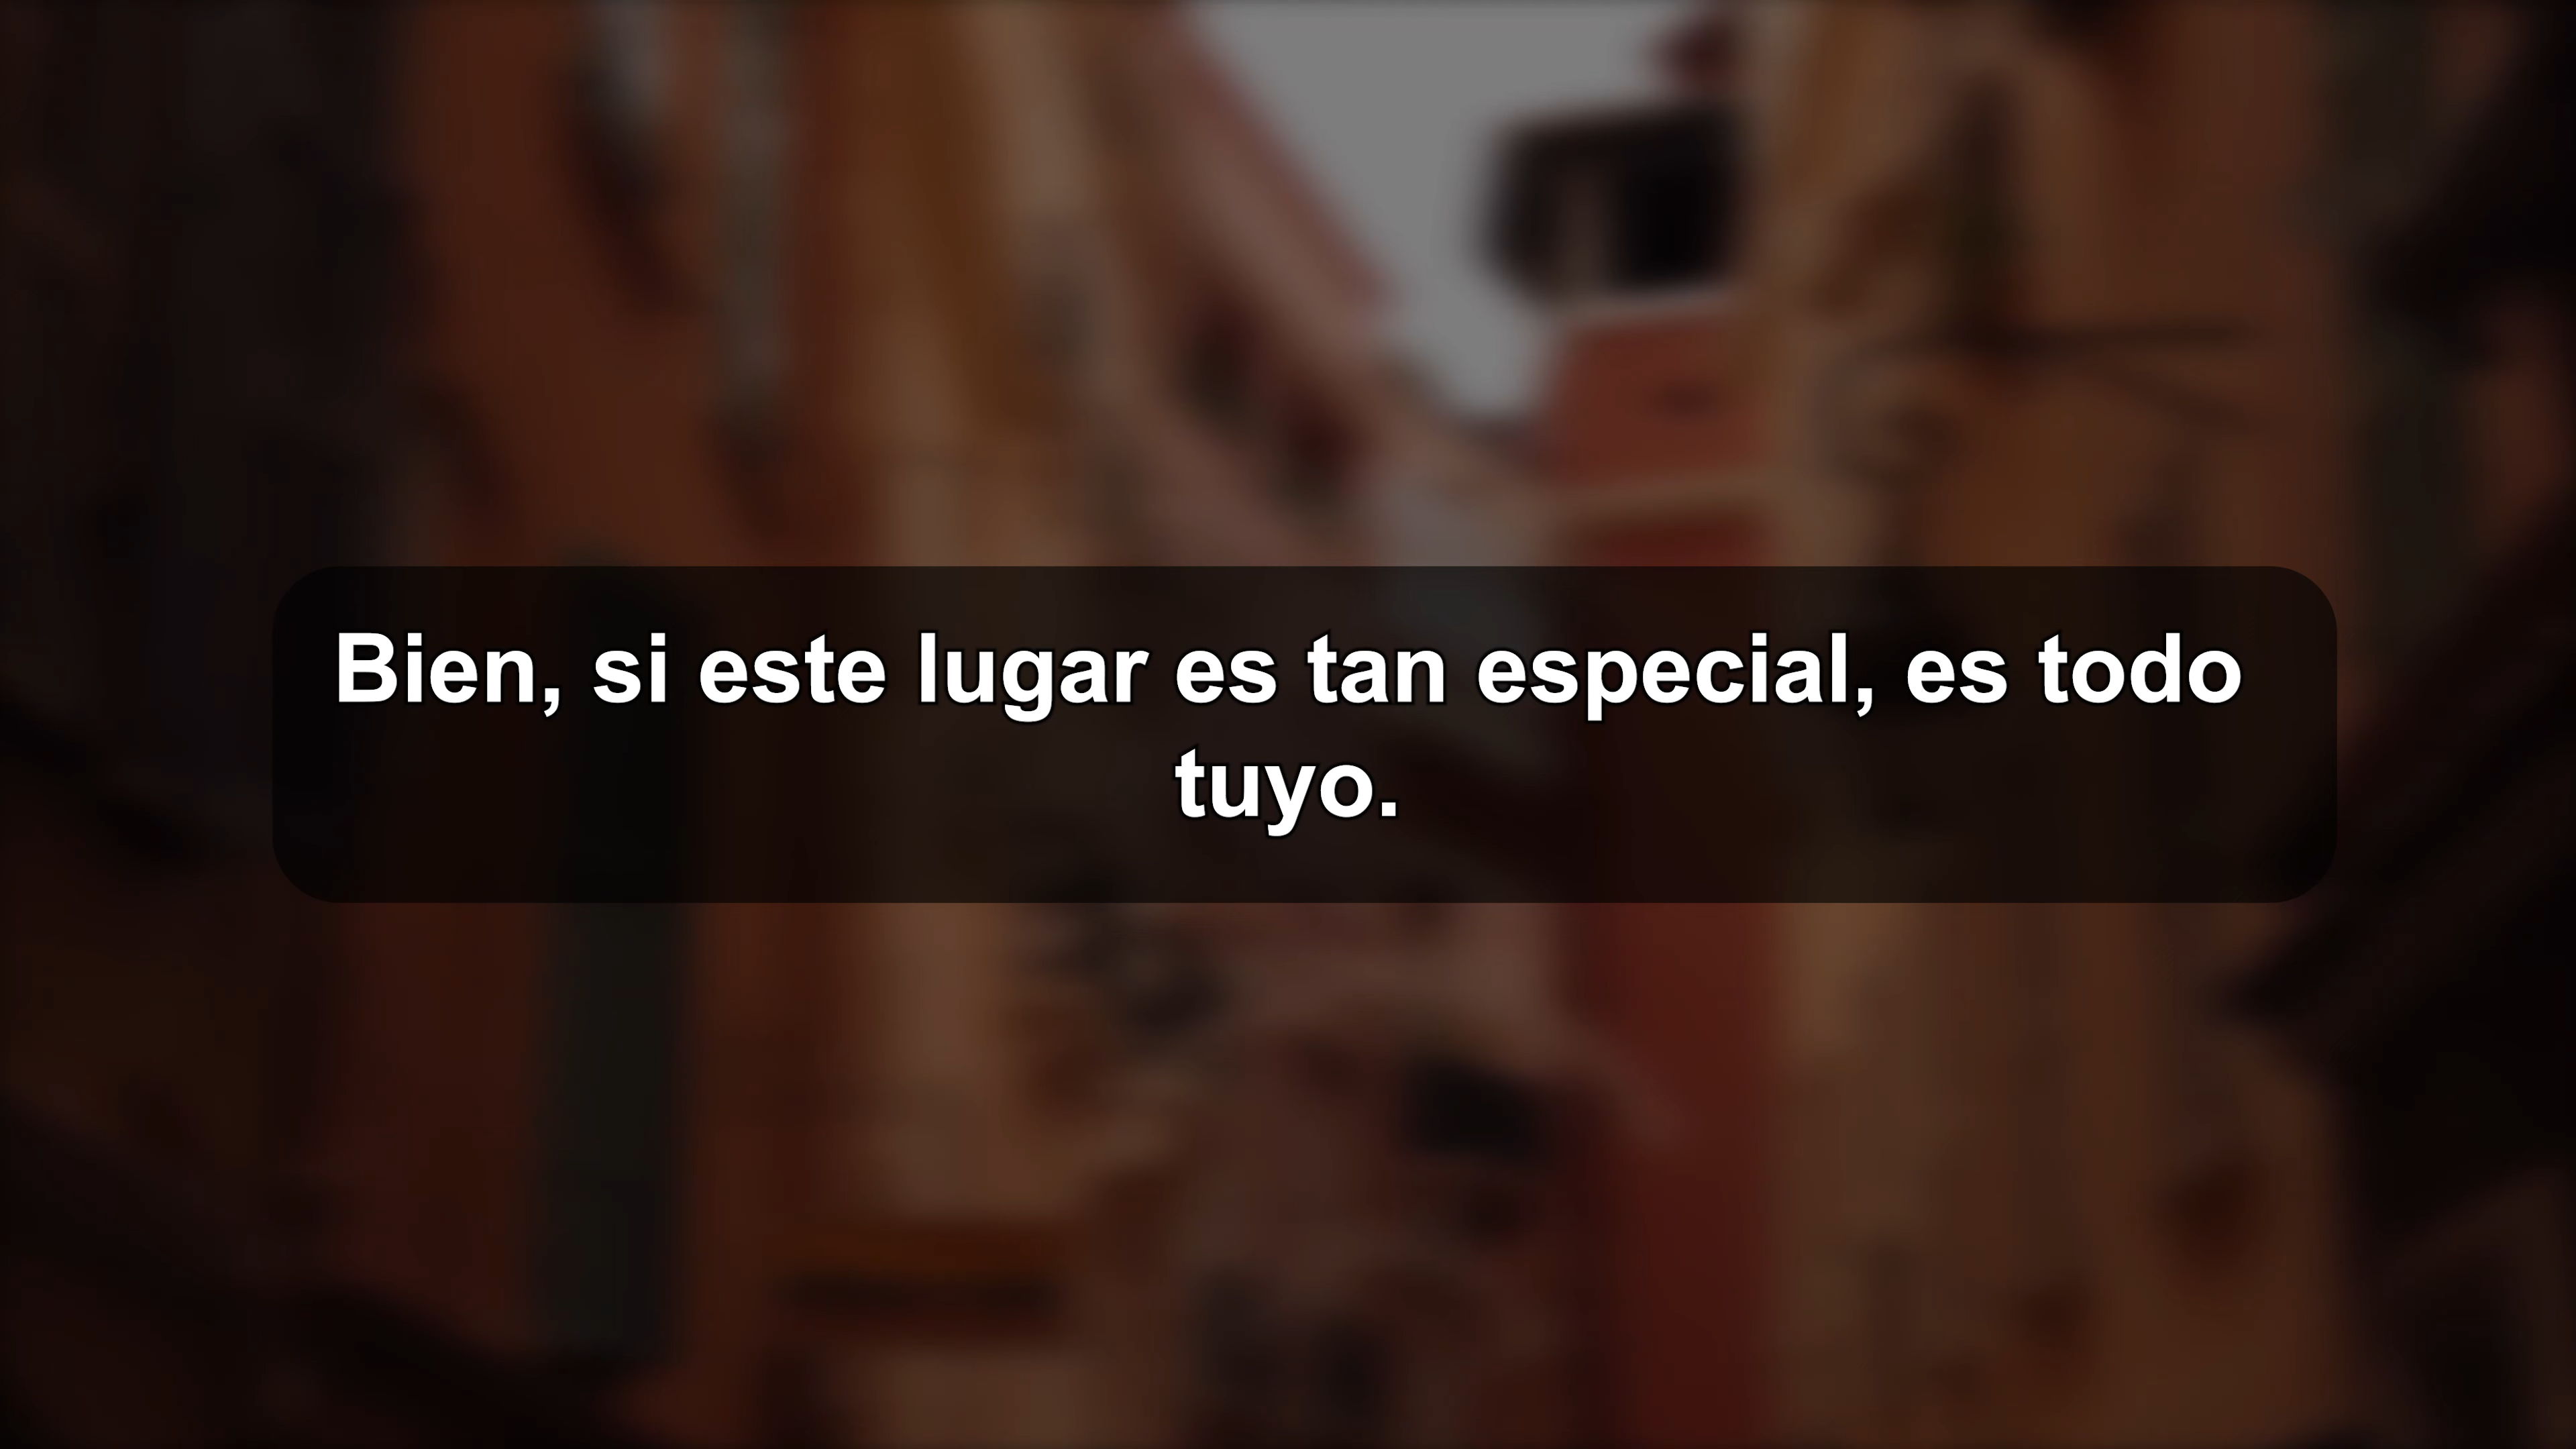 Bien, si este lugar es tan especial, es todo
tuyo.